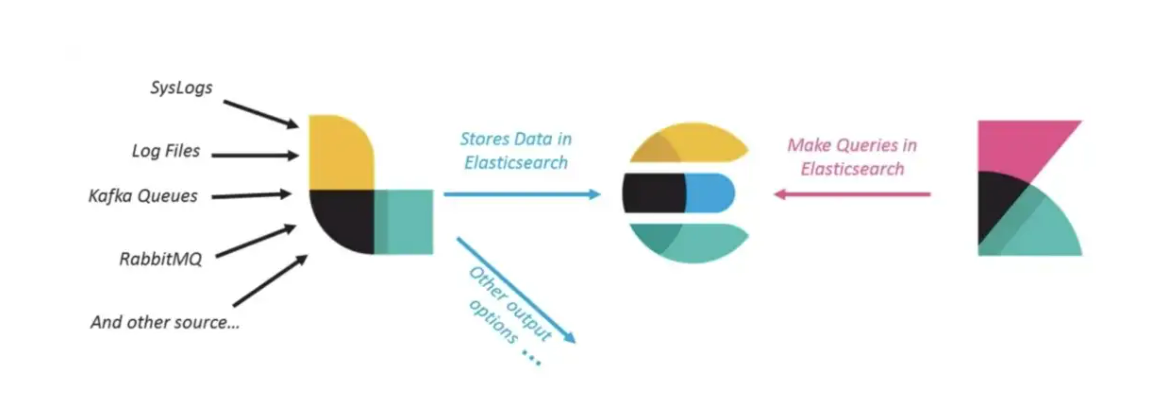 SysLogs
Log Files
Kafka Queues
RabbitMQ
And other source...
Stores Data in
Elasticsearch
Other output
options ...
Make Queries in
Elasticsearch